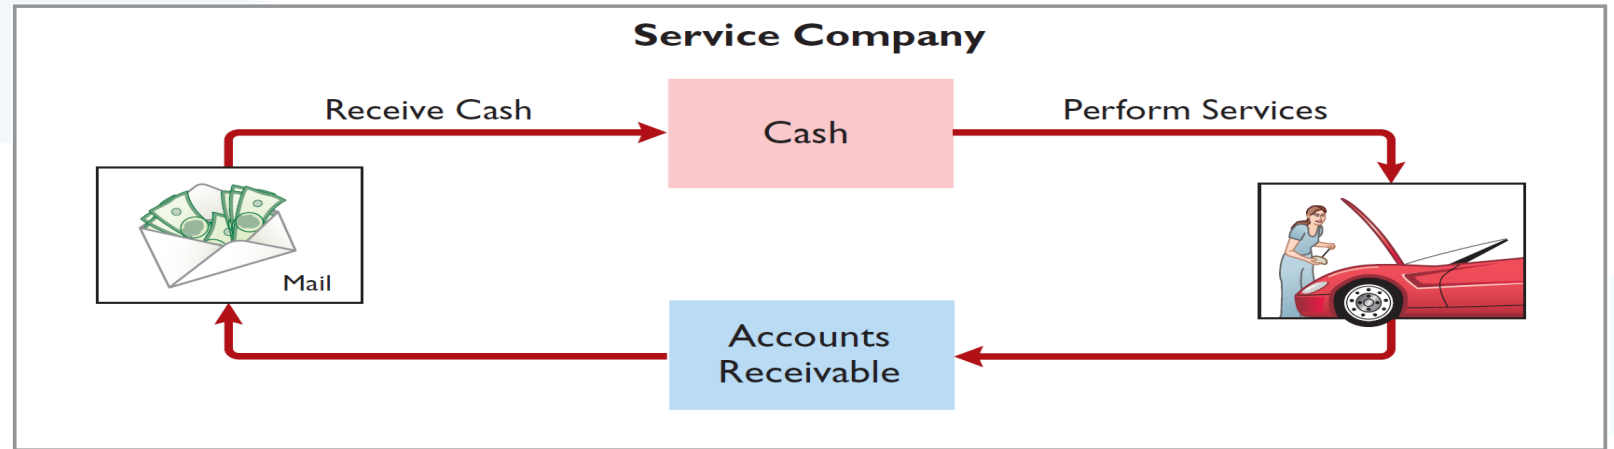 Service Company
Receive Cash
Cash
Perform Services
Mail
Accounts
Receivable